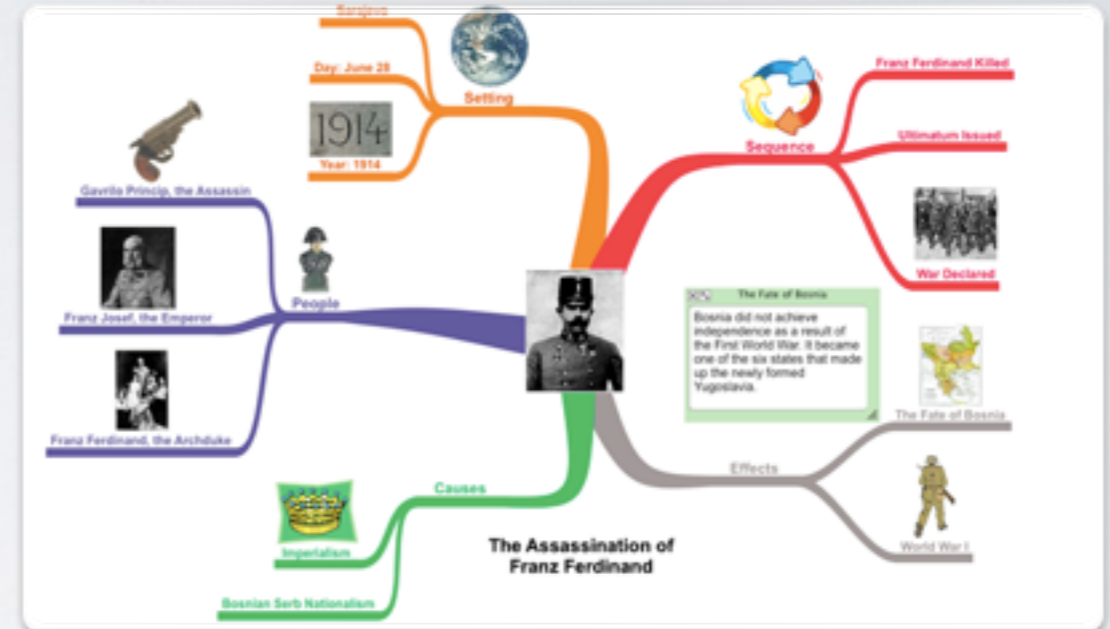 Sarajevo
Day: June 28
1914
Year: 1914
Setting
Sequence
Franz Ferdinand Killed
Ultimatum Issued
War Declared
Gavrilo Princip, the Assassin
Franz Josef, the Emperor
Franz Ferdinand, the Archduke
People
The Fate of Bosnia
Bosnia did not achieve
independence as a result of
the First World War. It became
one of the six states that made
up the newly formed
Yugoslavia.
The Fate of Bosnia
Effects
World War I
Causes
Imperialism
Bosnian Serb Nationalism
The Assassination of
Franz Ferdinand